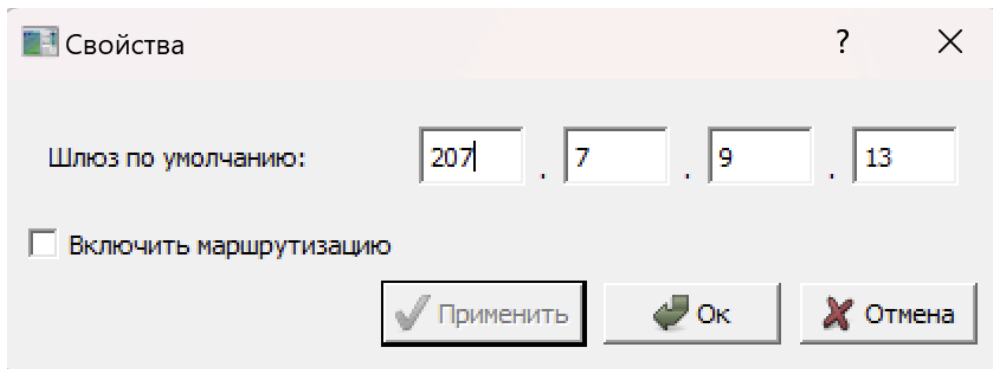 Свойства ? X
Шлюз по умолчанию: 207 . 7 . 9 . 13
Включить маршрутизацию
Применить Ок Отмена